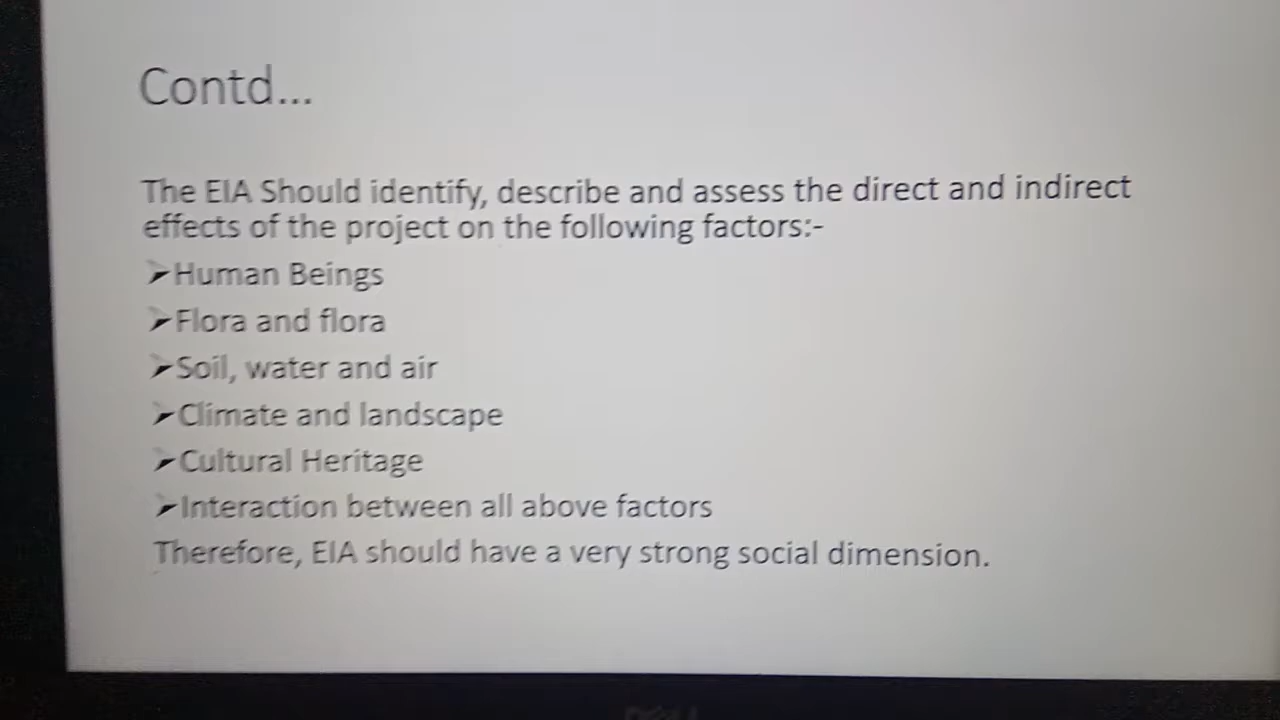 Contd...
The EIA Should identify, describe and assess the direct and indirect
effects of the project on the following factors:-
➢Human Beings
➢Flora and flora
➢Soil, water and air
➢Climate and landscape
➢Cultural Heritage
➢Interaction between all above factors
Therefore, EIA should have a very strong social dimension.